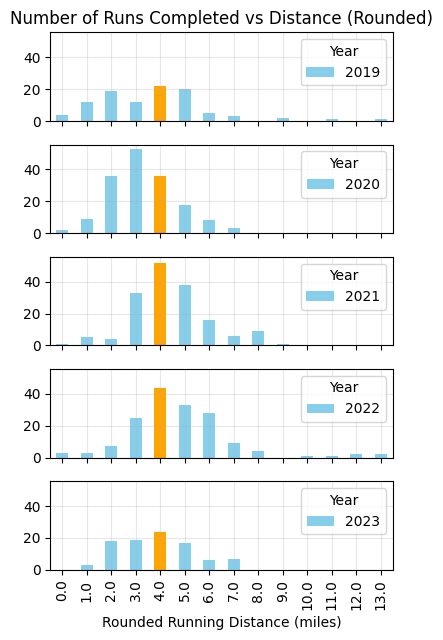 Number of Runs Completed vs Distance (Rounded)
40
20
0
Year
2019
40
20
0
Year
2020
40
20
0
Year
2021
40
20
0
Year
2022
40
20
0
Year
2023
0.0 1.0 2.0 3.0 4.0 5.0 6.0 7.0 8.0 9.0 10.0 11.0 12.0 13.0
Rounded Running Distance (miles)